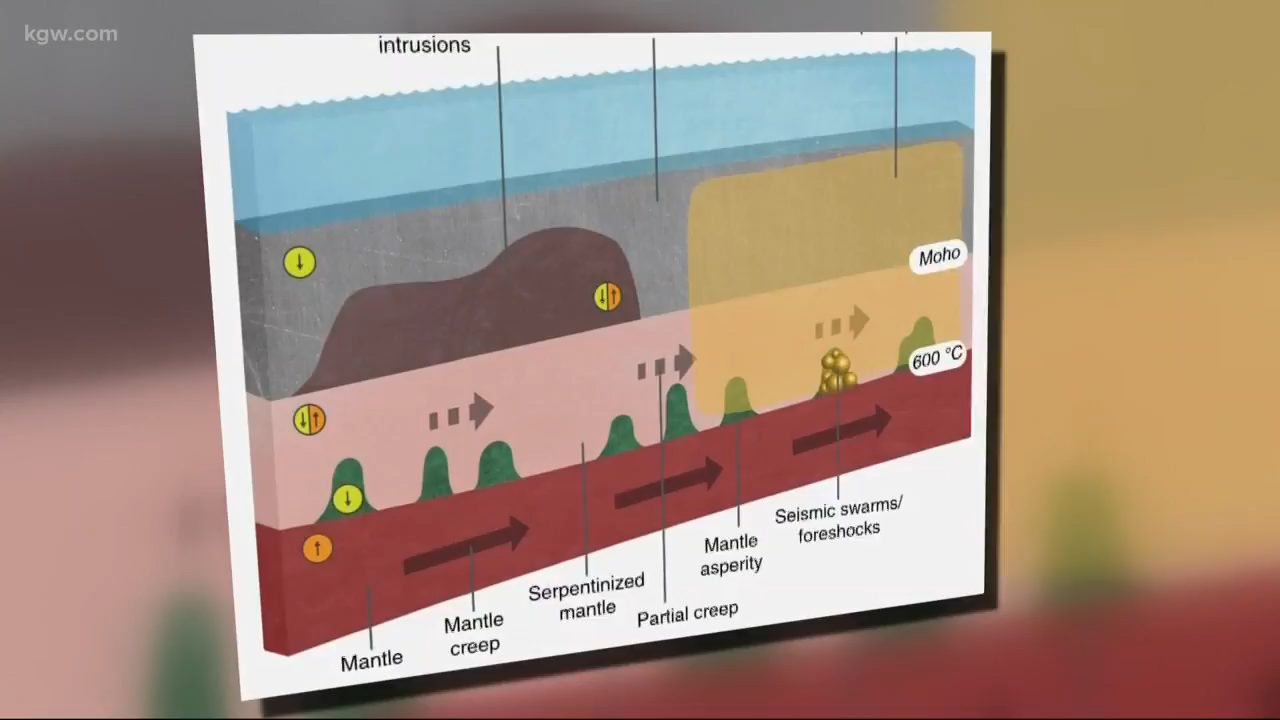 kgw.com
intrusions
Moho
600 °C
Seismic swarms/
foreshocks
Mantle
asperity
Serpentinized
mantle
Partial creep
Mantle
creep
Mantle